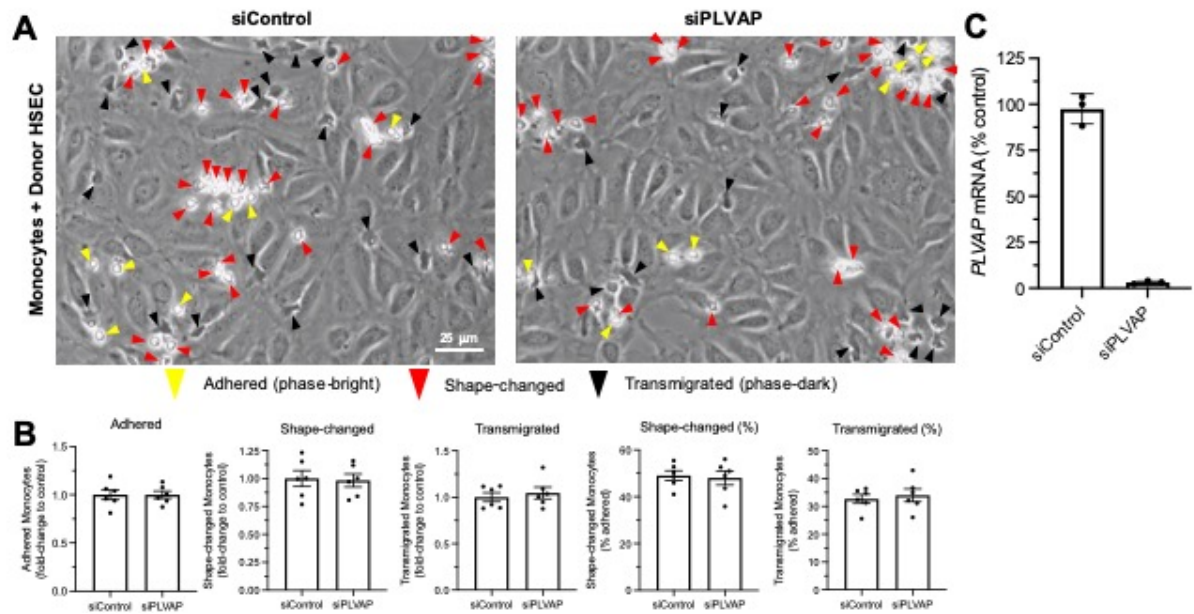 A
siControl
siPLVAP
Monocytes + Donor HSEC
25 µm
Adhered (phase-bright)
Shape-changed
Transmigrated (phase-dark)
C
PLVAP mRNA (% control)
125
100
75
50
25
0
siControl
siPLVAP
B
Adhered
Adhered Monocytes
(fold-change to control)
1.5
1.0
0.5
0.0
siControl
siPLVAP
Shape-changed
Shape-changed Monocytes
(fold-change to control)
1.25
1.00
0.75
0.50
0.25
0.00
siControl
siPLVAP
Transmigrated
Transmigrated Monocytes
(fold-change to control)
1.5
1.0
0.5
0.0
siControl
siPLVAP
Shape-changed (%)
Shape-changed Monocytes
(% adhered)
60
40
20
0
siControl
siPLVAP
Transmigrated (%)
Transmigrated Monocytes
(% adhered)
50
40
30
20
10
0
siControl
siPLVAP